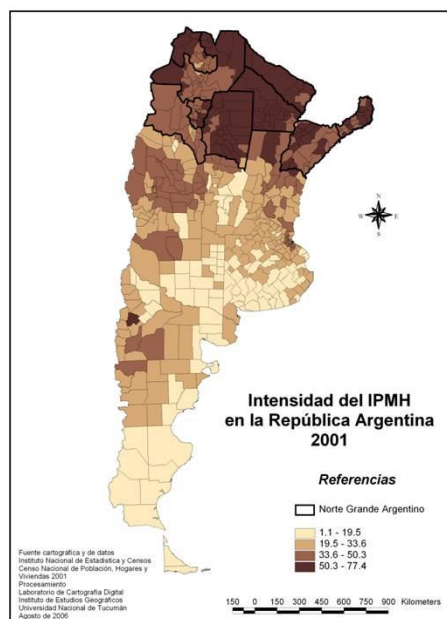 N
W E
S
Intensidad del IPMH
en la República Argentina
2001
Referencias
Norte Grande Argentino
1.1 - 19.5
19.5 - 33.6
33.6 - 50.3
50.3 - 77.4
Fuente cartográfica y de datos
Instituto Nacional de Estadística y Censos
Censo Nacional de Población, Hogares y
Viviendas 2001
Procesamiento
Laboratorio de Cartografía Digital
Instituto de Estudios Geográficos
Universidad Nacional de Tucumán
Agosto de 2006
150 0 150 300 450 600 750 900
Kilometers